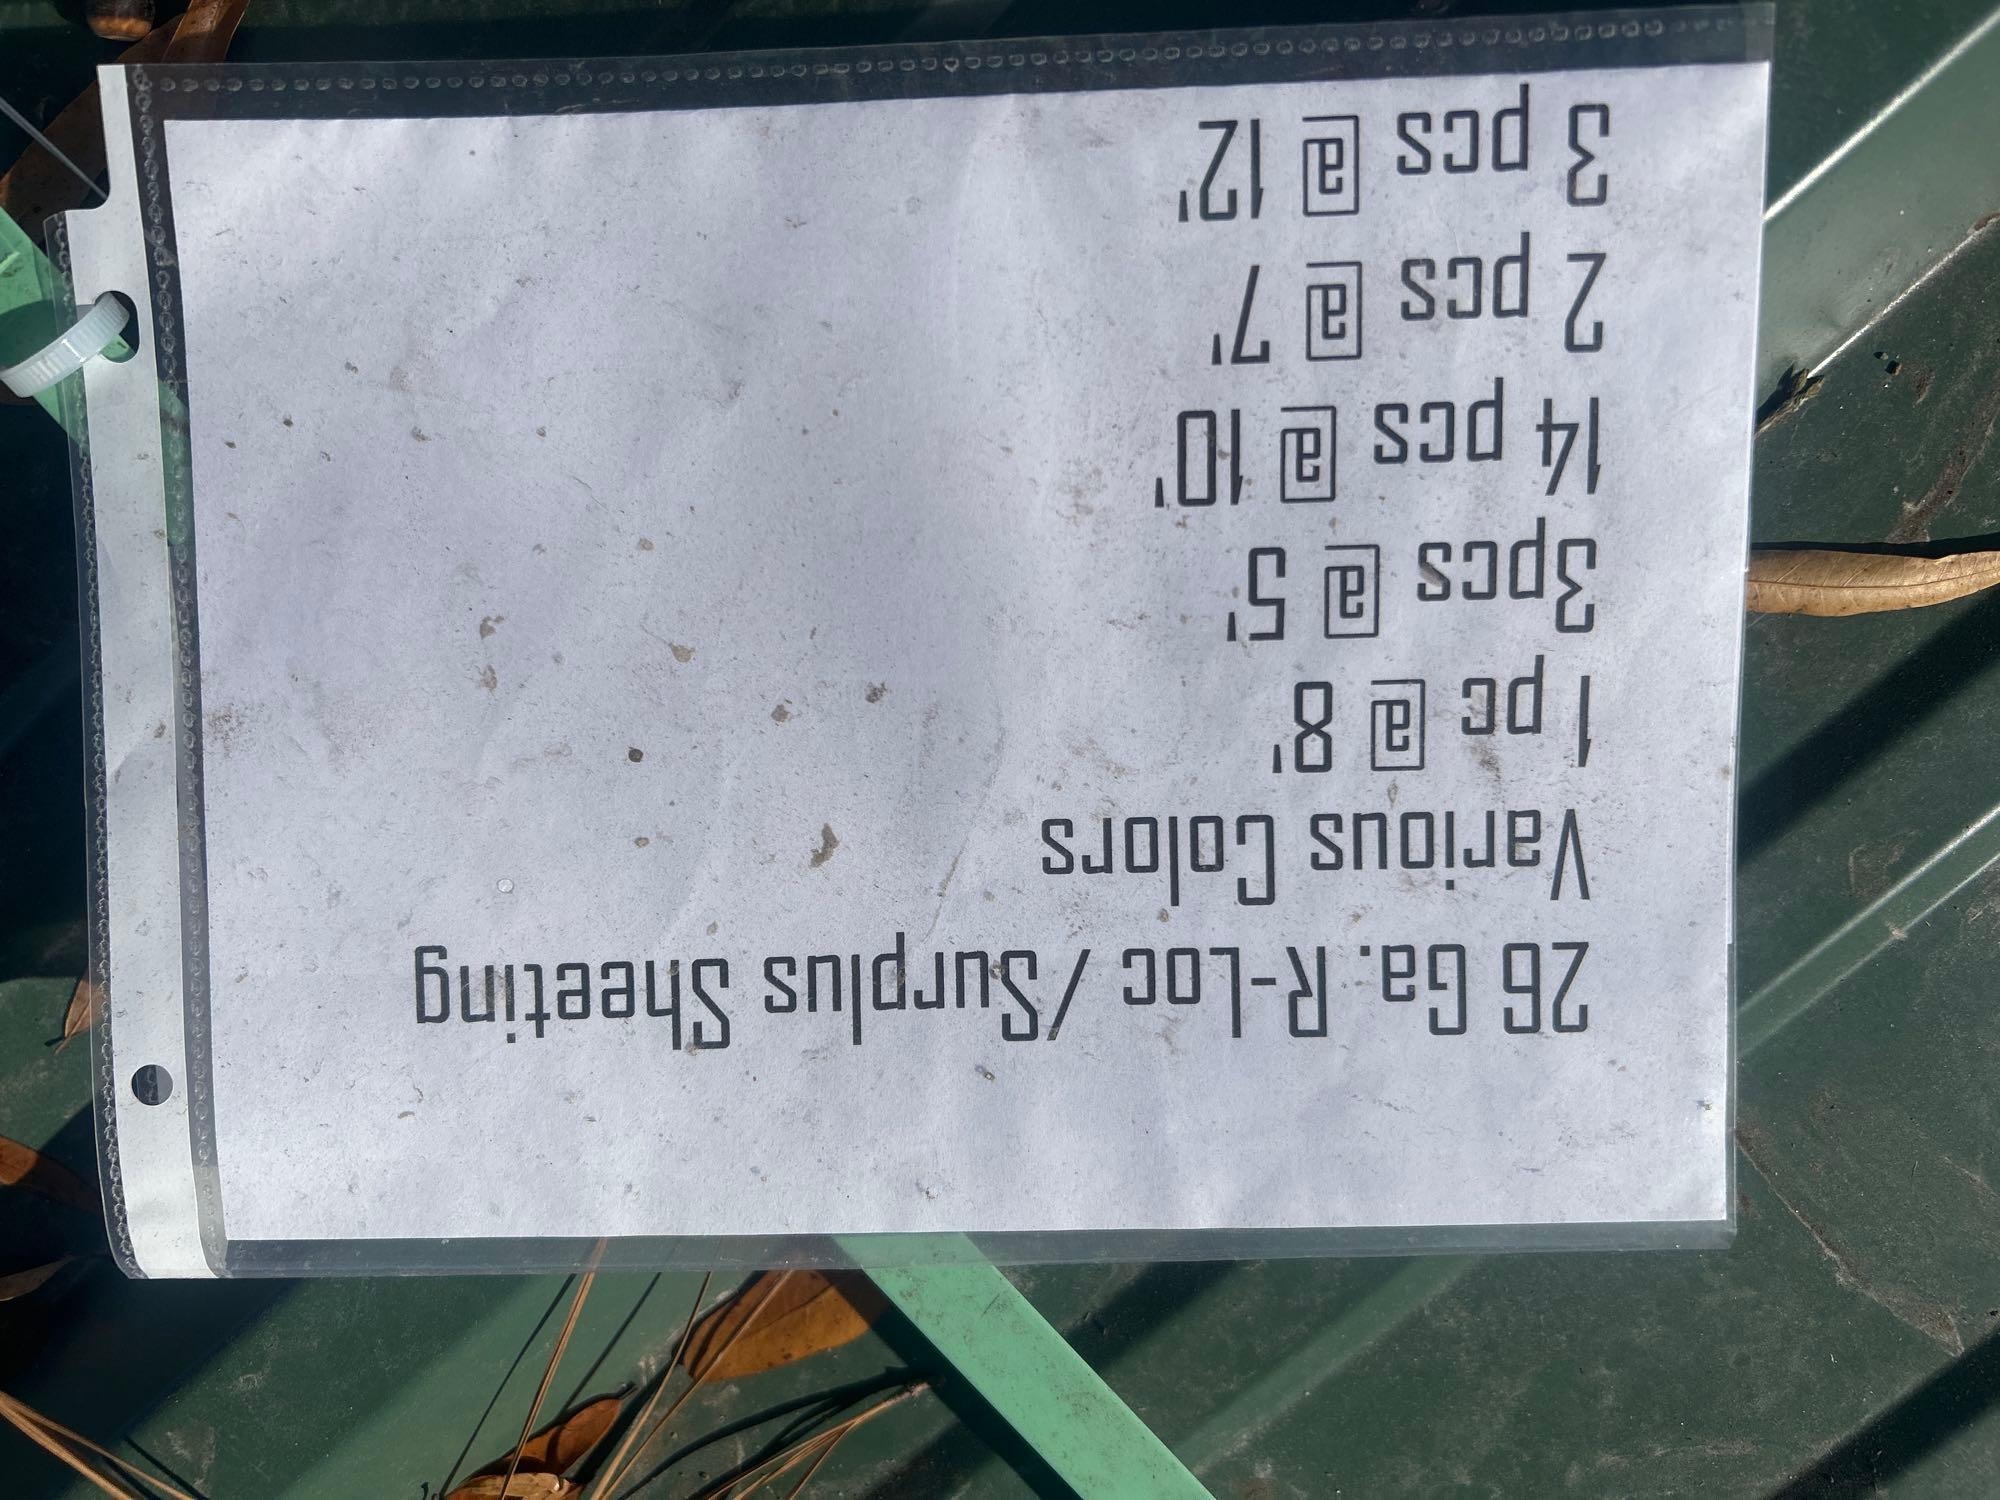 26 Ga. R-Loc /Surplus Sheeting
Various Colors
1 pc @ 8'
3pcs @ 5'
14 pcs @ 10'
2 pcs @ 7'
3 pcs @ 12'